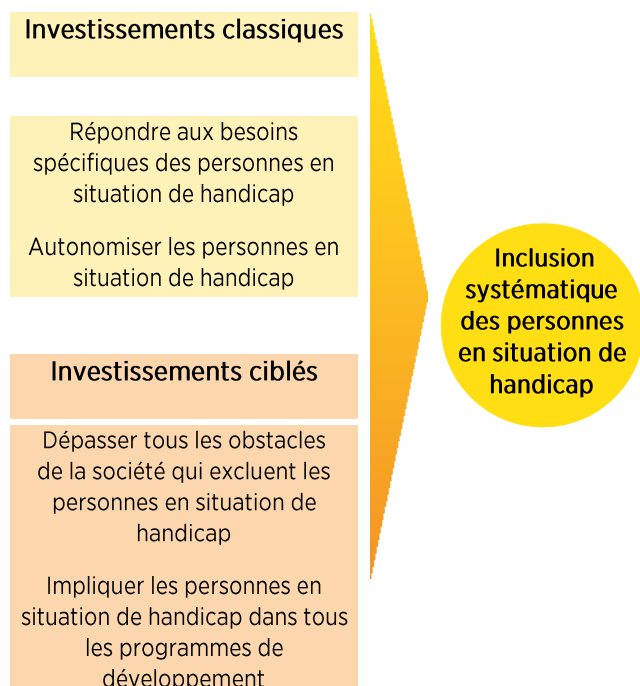 Investissements classiques
Répondre aux besoins
spécifiques des personnes en
situation de handicap
Autonomiser les personnes en
situation de handicap
Investissements ciblés
Dépasser tous les obstacles
de la société qui excluent les
personnes en situation de
handicap
Impliquer les personnes en
situation de handicap dans tous
les programmes de
développement
Inclusion
systématique
des personnes
en situation de
handicap